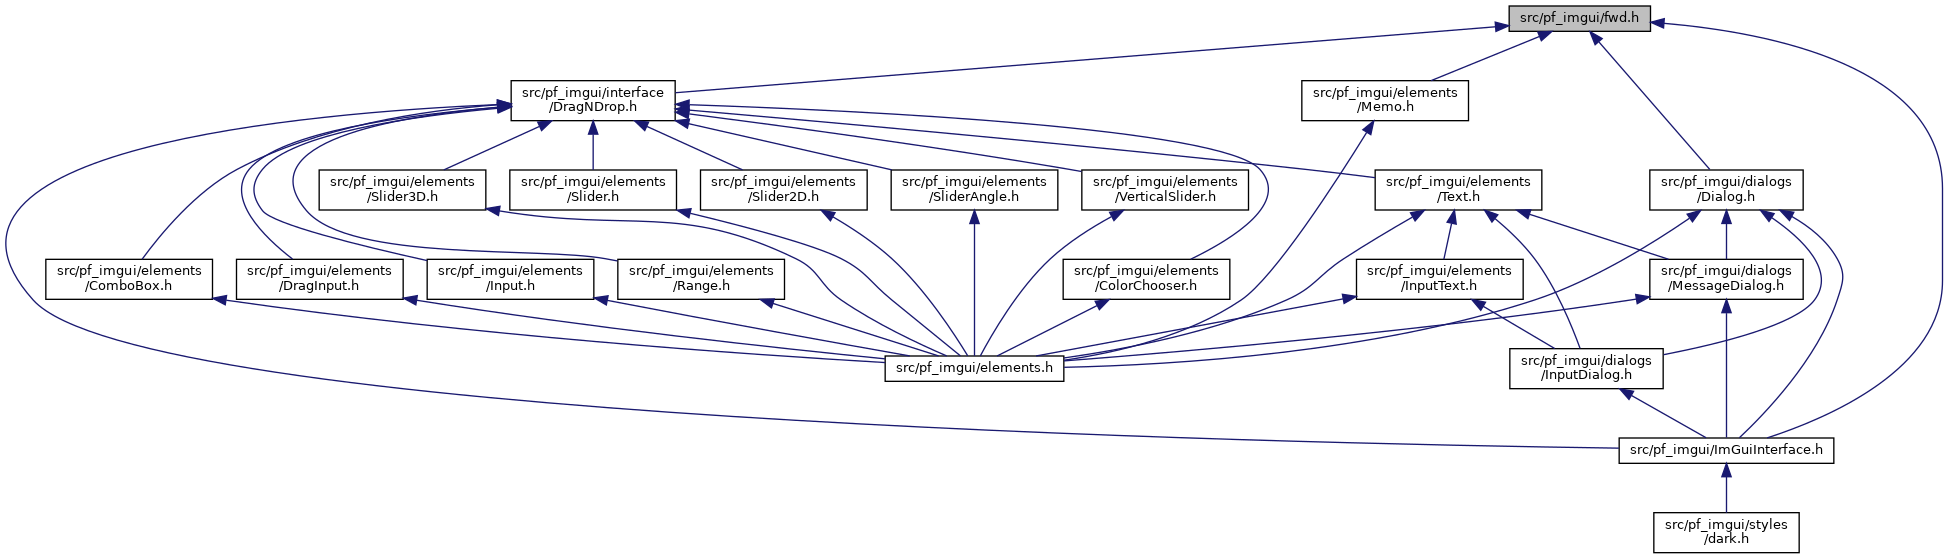 src/pf_imgui/fwd.h
src/pf_imgui/interface
/DragNDrop.h
src/pf_imgui/elements
/Memo.h
src/pf_imgui/elements
/Slider3D.h
src/pf_imgui/elements
/Slider.h
src/pf_imgui/elements
/Slider2D.h
src/pf_imgui/elements
/SliderAngle.h
src/pf_imgui/elements
/VerticalSlider.h
src/pf_imgui/elements
/Text.h
src/pf_imgui/dialogs
/Dialog.h
src/pf_imgui/elements
/ComboBox.h
src/pf_imgui/elements
/DragInput.h
src/pf_imgui/elements
/Input.h
src/pf_imgui/elements
/Range.h
src/pf_imgui/elements
/ColorChooser.h
src/pf_imgui/elements
/InputText.h
src/pf_imgui/dialogs
/MessageDialog.h
src/pf_imgui/elements.h
src/pf_imgui/dialogs
/InputDialog.h
src/pf_imgui/ImGuiInterface.h
src/pf_imgui/styles
/dark.h